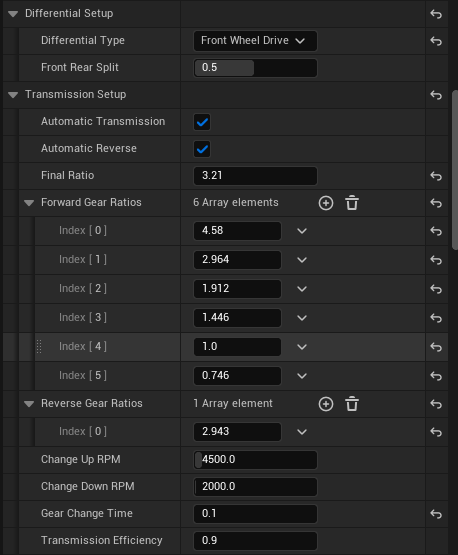 Differential Setup
Differential Type Front Wheel Drive
Front Rear Split 0.5
Transmission Setup
Automatic Transmission
Automatic Reverse
Final Ratio 3.21
Forward Gear Ratios 6 Array elements
Index [ 0 ] 4.58
Index [ 1 ] 2.964
Index [ 2 ] 1.912
Index [ 3 ] 1.446
Index [ 4 ] 1.0
Index [ 5 ] 0.746
Reverse Gear Ratios 1 Array element
Index [ 0 ] 2.943
Change Up RPM 4500.0
Change Down RPM 2000.0
Gear Change Time 0.1
Transmission Efficiency 0.9